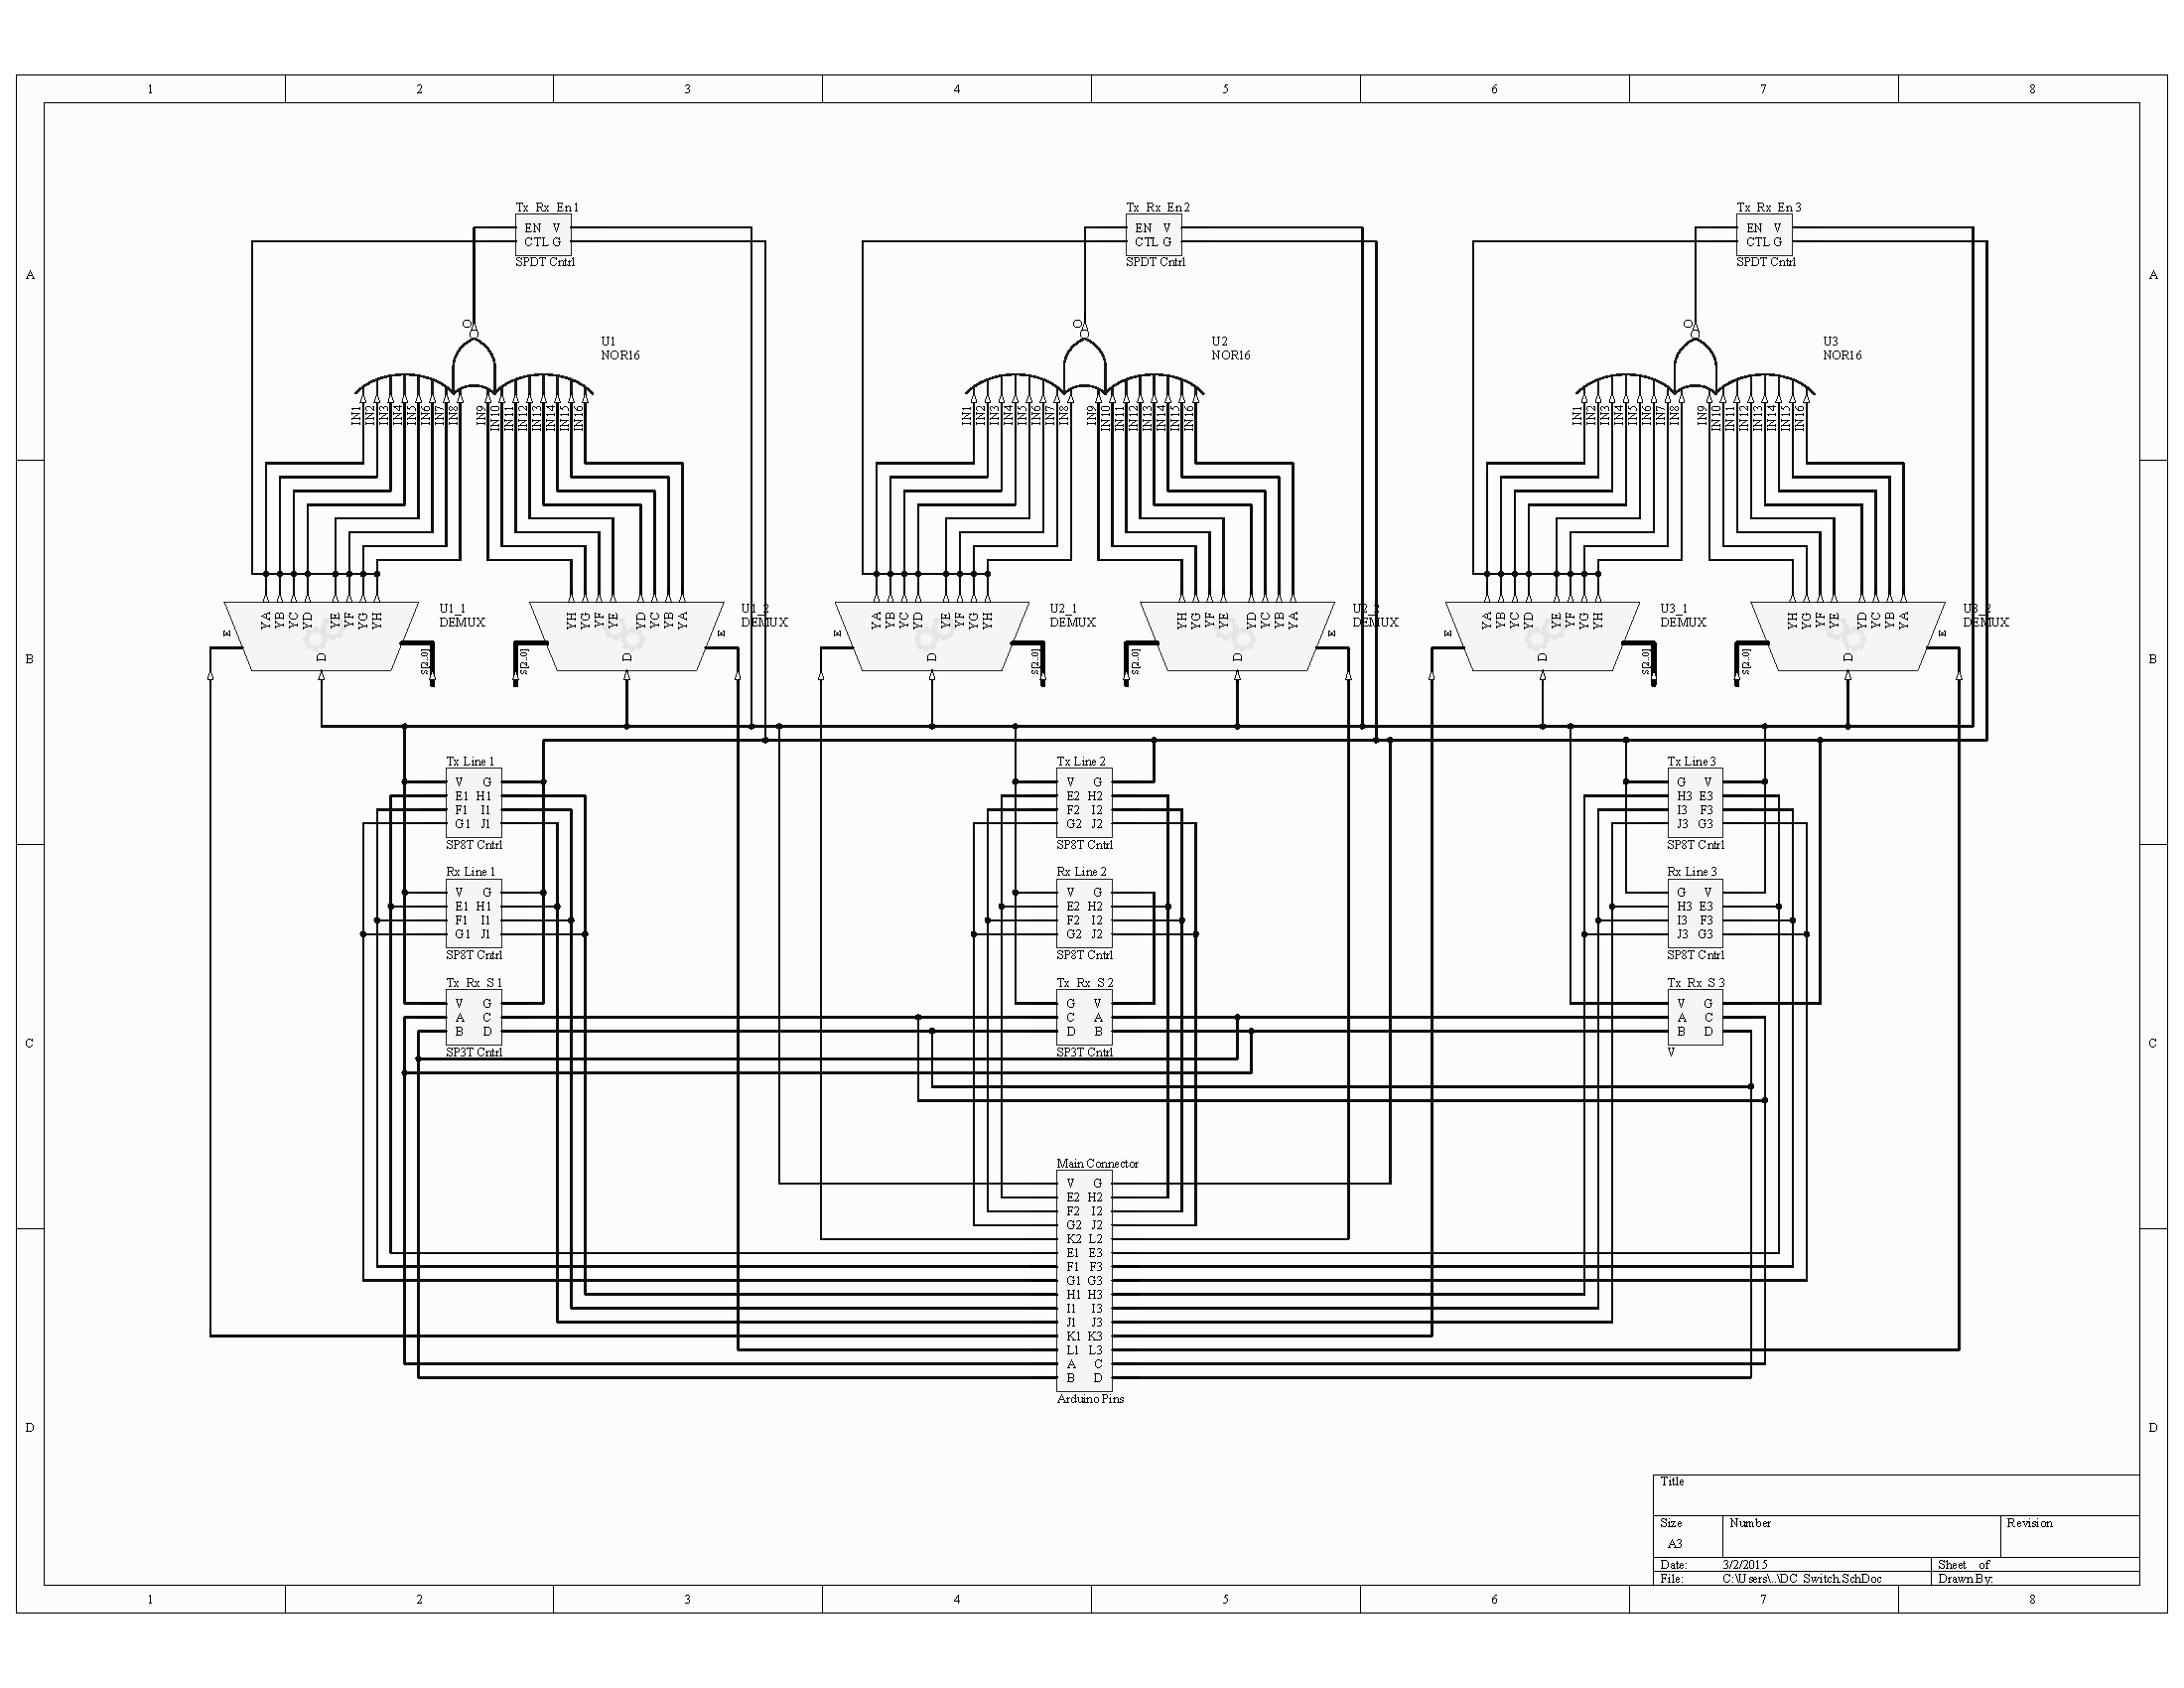 1 2 3 4 5 6 7 8
Tx Rx En1
EN V
CTL G
SPDT Cntrl
Tx Rx En2
EN V
CTL G
SPDT Cntrl
Tx Rx En3
EN V
CTL G
SPDT Cntrl
A
A
O
U1
NOR16
IN1 IN2 IN3 IN4 IN5 IN6 IN7 IN8 IN9 IN10 IN11 IN12 IN13 IN14 IN15 IN16
O
U2
NOR16
IN1 IN2 IN3 IN4 IN5 IN6 IN7 IN8 IN9 IN10 IN11 IN12 IN13 IN14 IN15 IN16
O
U3
NOR16
IN1 IN2 IN3 IN4 IN5 IN6 IN7 IN8 IN9 IN10 IN11 IN12 IN13 IN14 IN15 IN16
U1_1
DEMUX
YA YB YC YD YE YF YG YH
E
D
S[2..0]
U1_2
DEMUX
YH YG YF YE YD YC YB YA
E
D
S[2..0]
U2_1
DEMUX
YA YB YC YD YE YF YG YH
E
D
S[2..0]
U2_2
DEMUX
YH YG YF YE YD YC YB YA
E
D
S[2..0]
U3_1
DEMUX
YA YB YC YD YE YF YG YH
E
D
S[2..0]
U3_2
DEMUX
YH YG YF YE YD YC YB YA
E
D
S[2..0]
B
B
Tx Line 1
V G
E1 H1
F1 I1
G1 J1
SP8T Cntrl
Tx Line 2
V G
E2 H2
F2 I2
G2 J2
SP8T Cntrl
Tx Line 3
G V
H3 E3
I3 F3
J3 G3
SP8T Cntrl
Rx Line 1
V G
E1 H1
F1 I1
G1 J1
SP8T Cntrl
Rx Line 2
V G
E2 H2
F2 I2
G2 J2
SP8T Cntrl
Rx Line 3
G V
H3 E3
I3 F3
J3 G3
SP8T Cntrl
Tx Rx S1
V G
A C
B D
SP3T Cntrl
Tx Rx S2
G V
C A
D B
SP3T Cntrl
Tx Rx S3
V G
A C
B D
V
C
C
Main Connector
V G
E2 H2
F2 I2
G2 J2
K2 L2
E1 E3
F1 F3
G1 G3
H1 H3
I1 I3
J1 J3
K1 K3
L1 L3
A C
B D
Arduino Pins
D
D
Title
Size
A3
Number
Revision
Date: 3/2/2015
Sheet of
File: C:\Users\..\DC Switch.SchDoc
Drawn By:
1 2 3 4 5 6 7 8